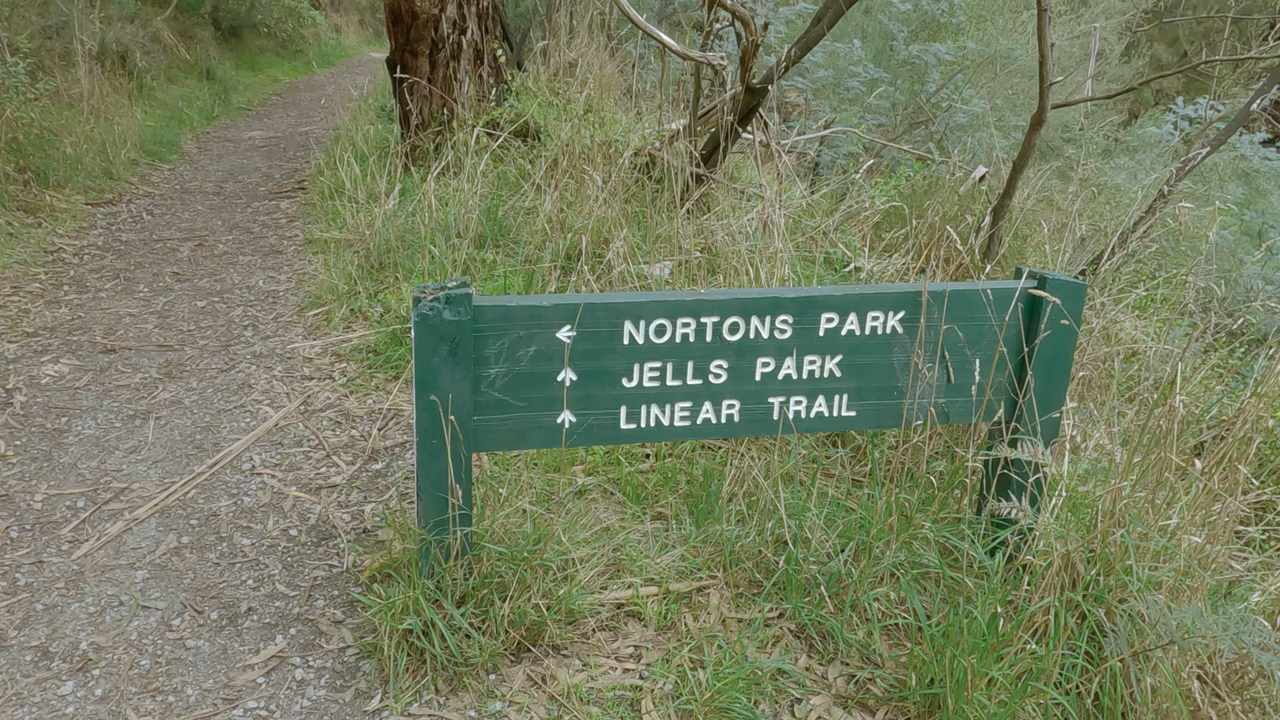 ← NORTONS PARK
↑ JELLS PARK
↑ LINEAR TRAIL